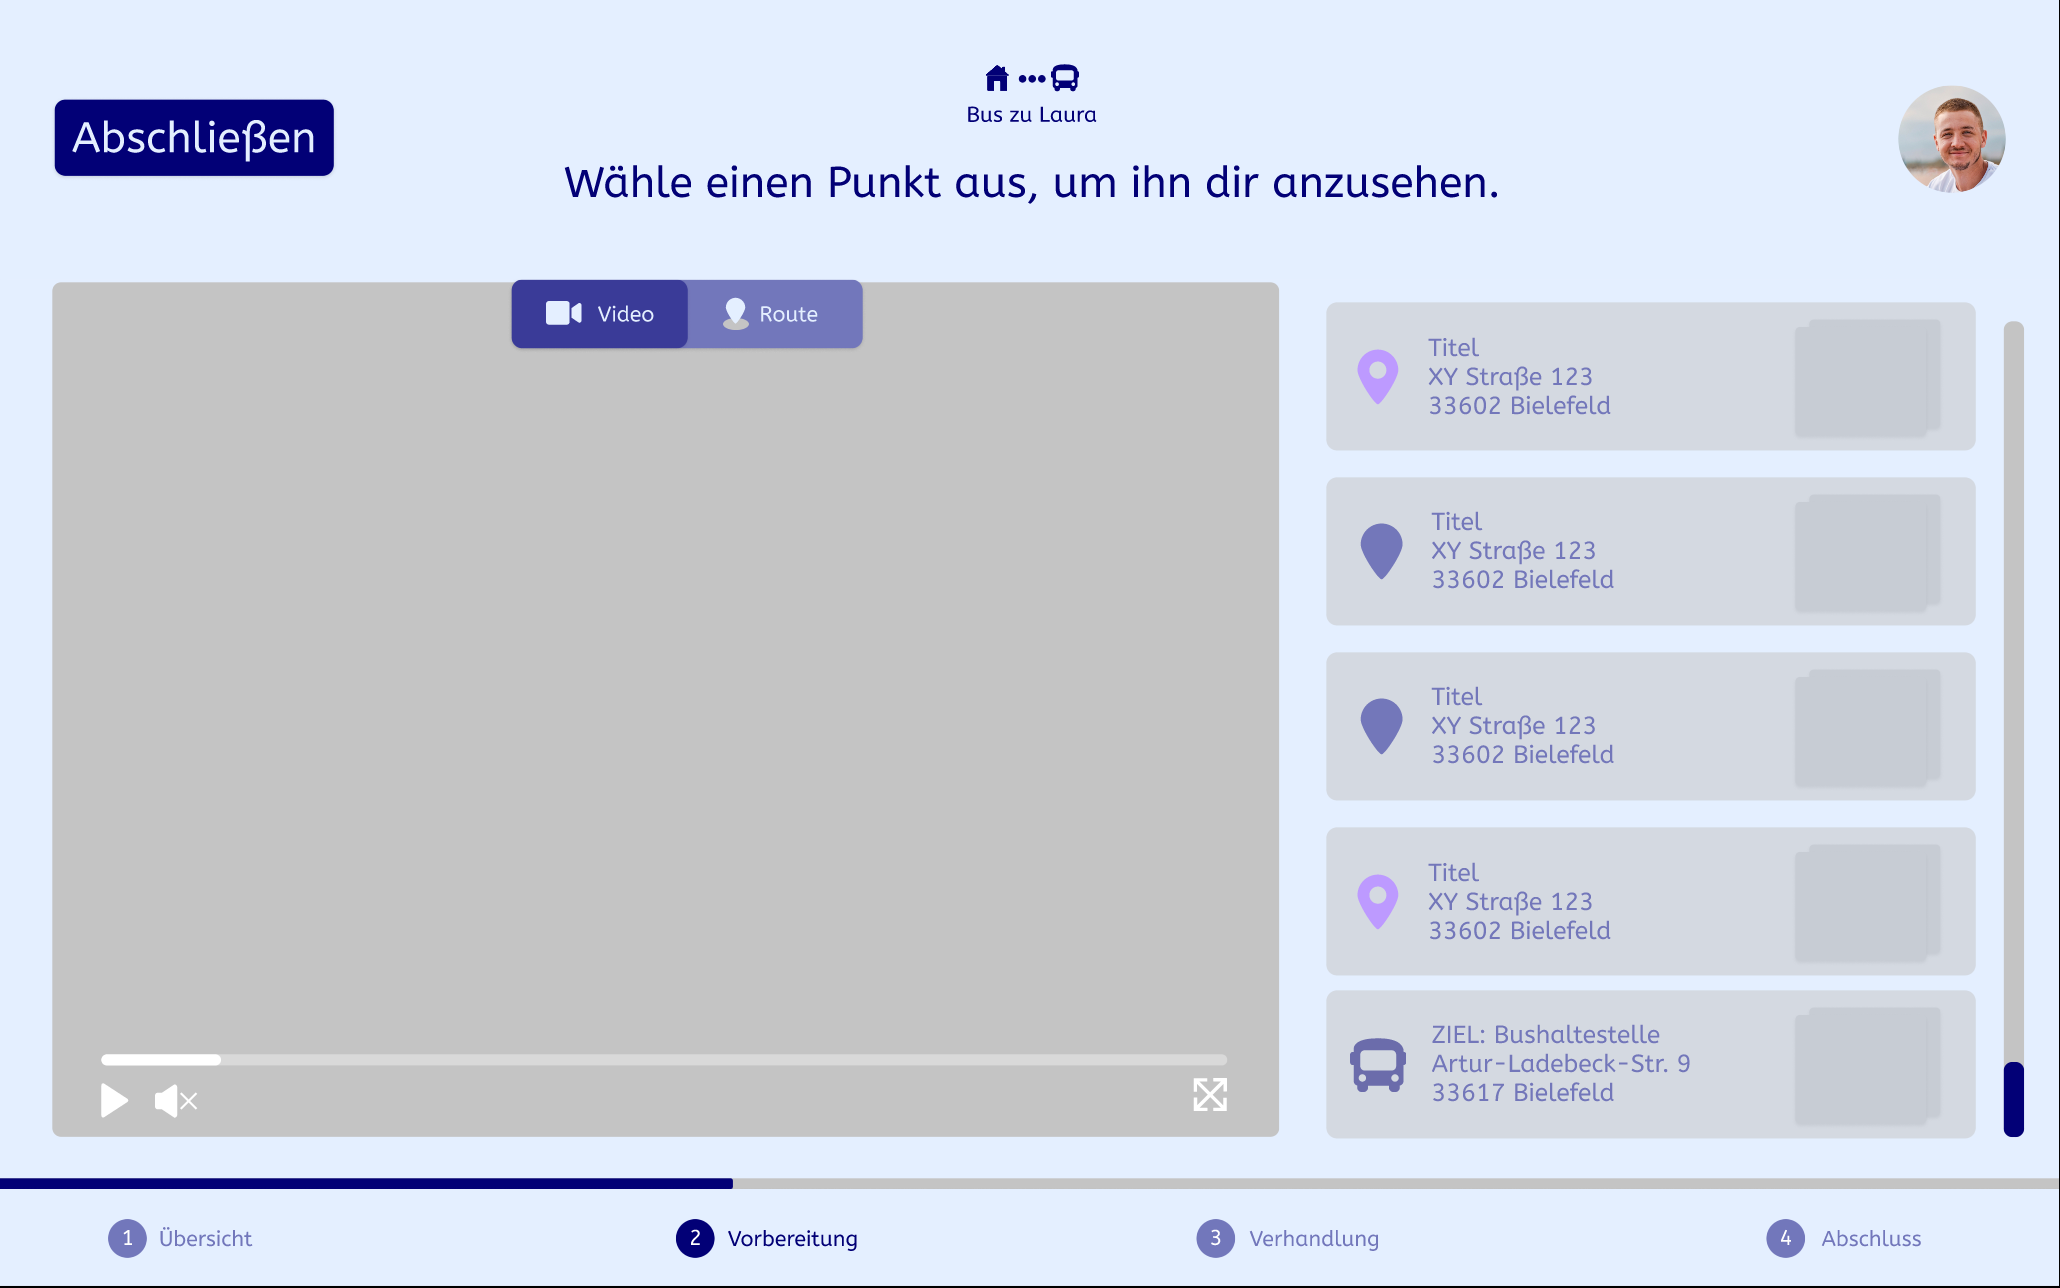 Bus zu Laura
Abschließen
Wähle einen Punkt aus, um ihn dir anzusehen.
Video
Route
Titel
XY Straße 123
33602 Bielefeld
Titel
XY Straße 123
33602 Bielefeld
Titel
XY Straße 123
33602 Bielefeld
Titel
XY Straße 123
33602 Bielefeld
ZIEL: Bushaltestelle
Artur-Ladebeck-Str. 9
33617 Bielefeld
1 Übersicht
2 Vorbereitung
3 Verhandlung
4 Abschluss